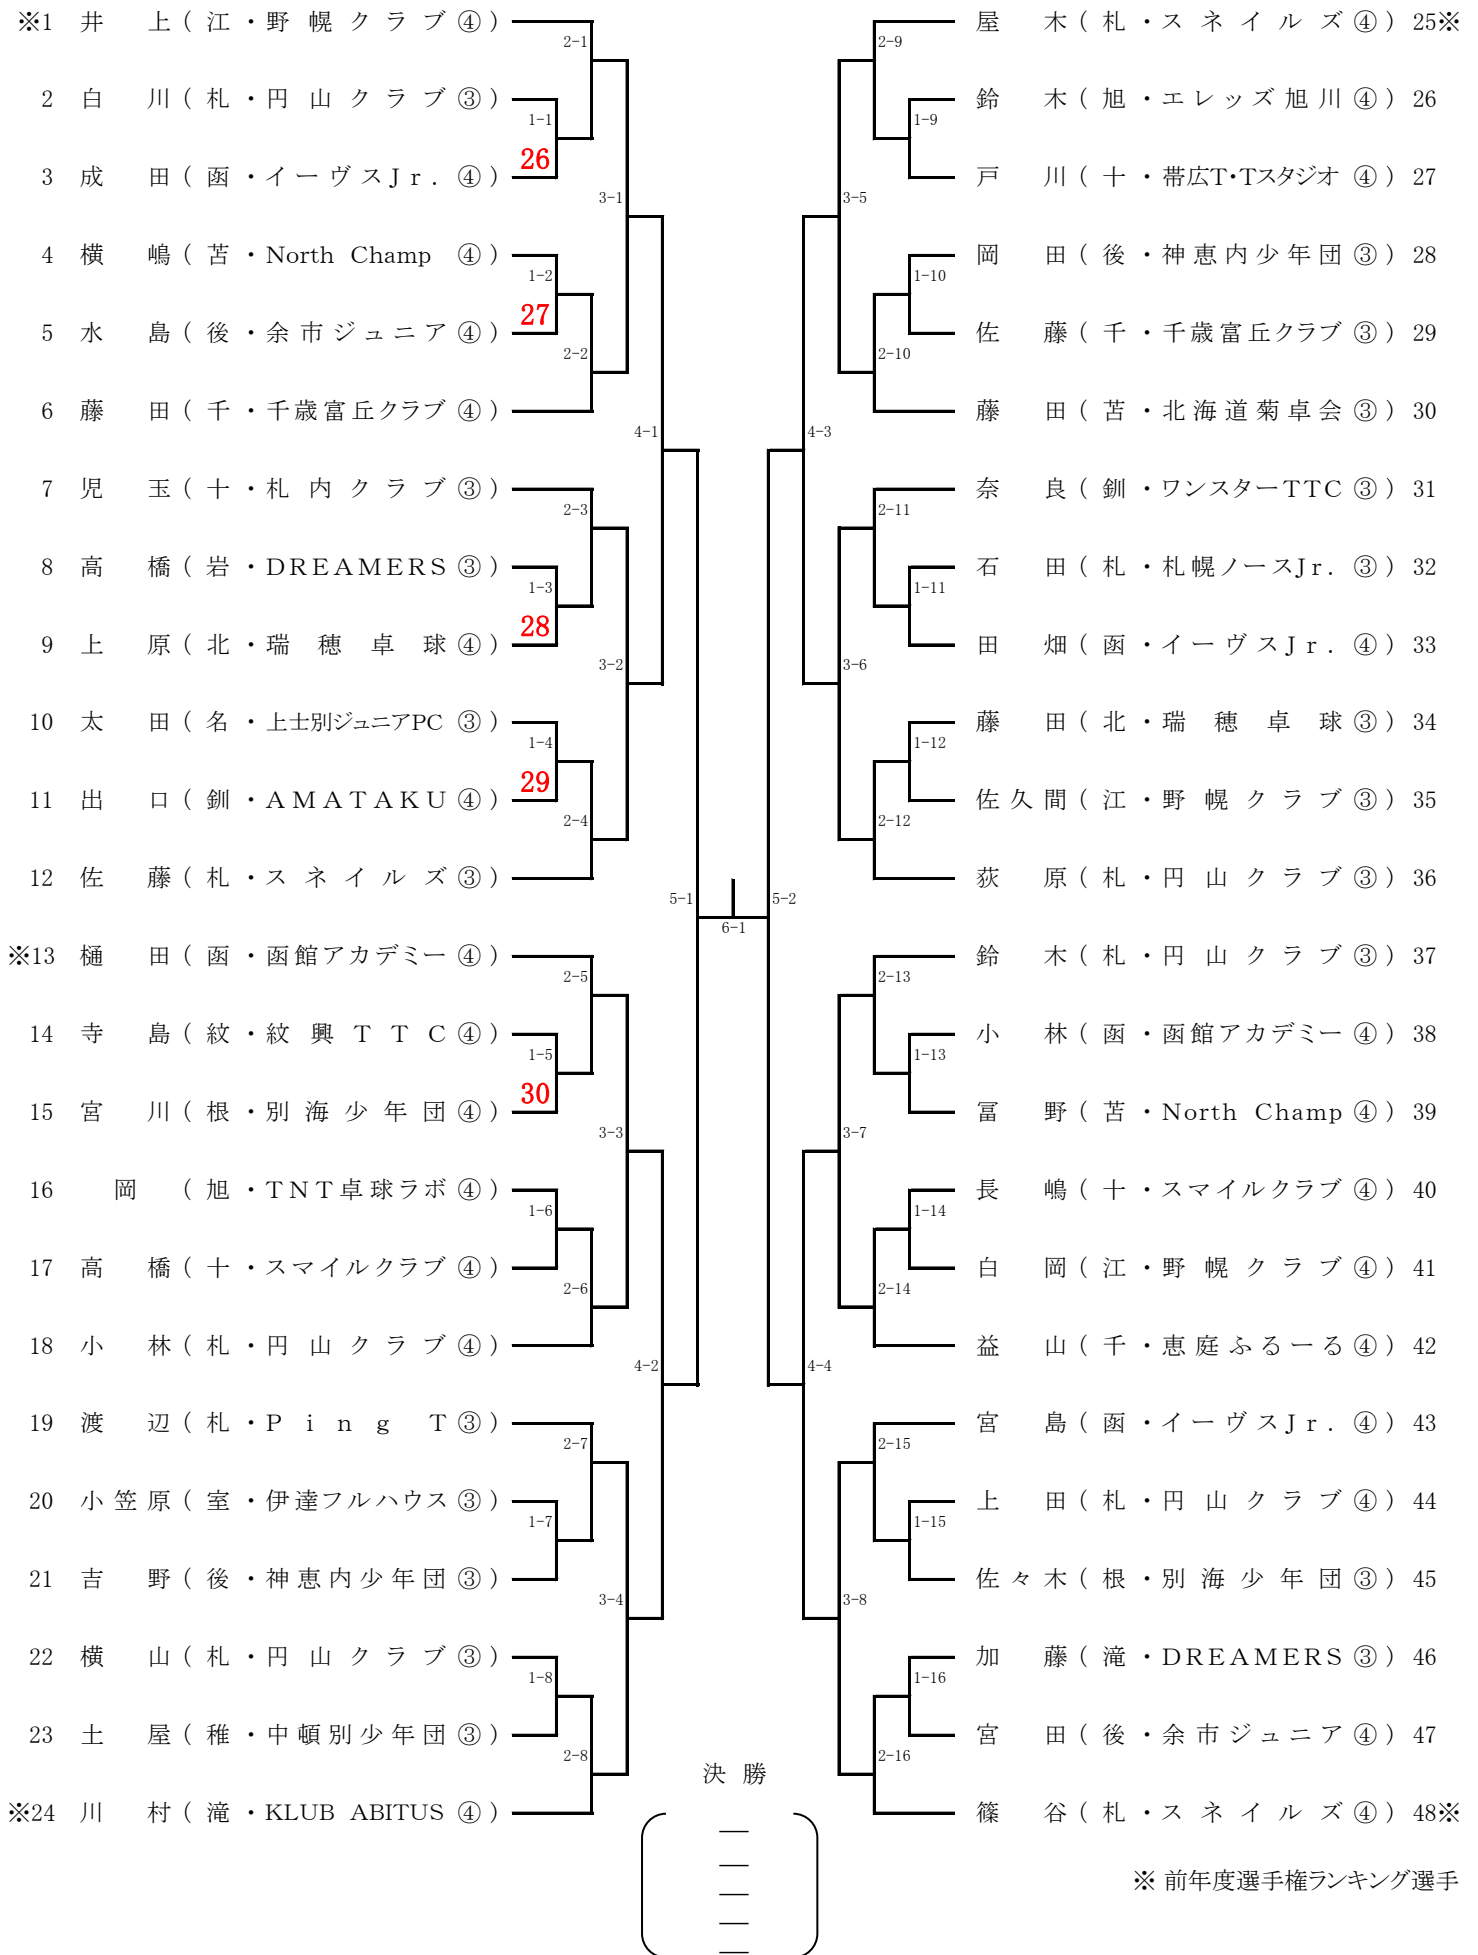 ※1 井上(江・野幌クラブ④)
2-1
2 白川(札・円山クラブ③)
1-1
26
3 成田(函・イーヴスJr.④)
3-1
4 横嶋(苫・North Champ ④)
1-2
27
5 水島(後・余市ジュニア④)
2-2
6 藤田(千・千歳富丘クラブ④)
4-1
7 児玉(十・札内クラブ③)
2-3
8 高橋(岩・DREAMERS③)
1-3
28
9 上原(北・瑞穂卓球④)
3-2
10 太田(名・上士別ジュニアPC③)
1-4
29
11 出口(釧・AMATAKU④)
2-4
12 佐藤(札・スネイルズ③)
5-1
※13 樋田(函・函館アカデミー④)
2-5
14 寺島(紋・紋興TTC④)
1-5
30
15 宮川(根・別海少年団④)
3-3
16 岡(旭・TNT卓球ラボ④)
1-6
17 高橋(十・スマイルクラブ④)
2-6
18 小林(札・円山クラブ④)
4-2
19 渡辺(札・Ping T③)
2-7
20 小笠原(室・伊達フルハウス③)
1-7
21 吉野(後・神恵内少年団③)
3-4
22 横山(札・円山クラブ③)
1-8
23 土屋(稚・中頓別少年団③)
2-8
※24 川村(滝・KLUB ABITUS④)
6-1
屋木(札・スネイルズ④) 25※
2-9
鈴木(旭・エレッズ旭川④) 26
1-9
戸川(十・帯広T・Tスタジオ④) 27
3-5
岡田(後・神恵内少年団③) 28
1-10
佐藤(千・千歳富丘クラブ③) 29
2-10
藤田(苫・北海道菊卓会③) 30
4-3
奈良(釧・ワンスターTTC③) 31
2-11
石田(札・札幌ノースJr.③) 32
1-11
田畑(函・イーヴスJr.④) 33
3-6
藤田(北・瑞穂卓球③) 34
1-12
佐久間(江・野幌クラブ③) 35
2-12
荻原(札・円山クラブ③) 36
5-2
鈴木(札・円山クラブ③) 37
2-13
小林(函・函館アカデミー④) 38
1-13
冨野(苫・North Champ④) 39
3-7
長嶋(十・スマイルクラブ④) 40
1-14
白岡(江・野幌クラブ④) 41
2-14
益山(千・恵庭ふるーる④) 42
4-4
宮島(函・イーヴスJr.④) 43
2-15
上田(札・円山クラブ④) 44
1-15
佐々木(根・別海少年団③) 45
3-8
加藤(滝・DREAMERS③) 46
1-16
宮田(後・余市ジュニア④) 47
2-16
篠谷(札・スネイルズ④) 48※
決勝
―
―
―
―
―
※ 前年度選手権ランキング選手